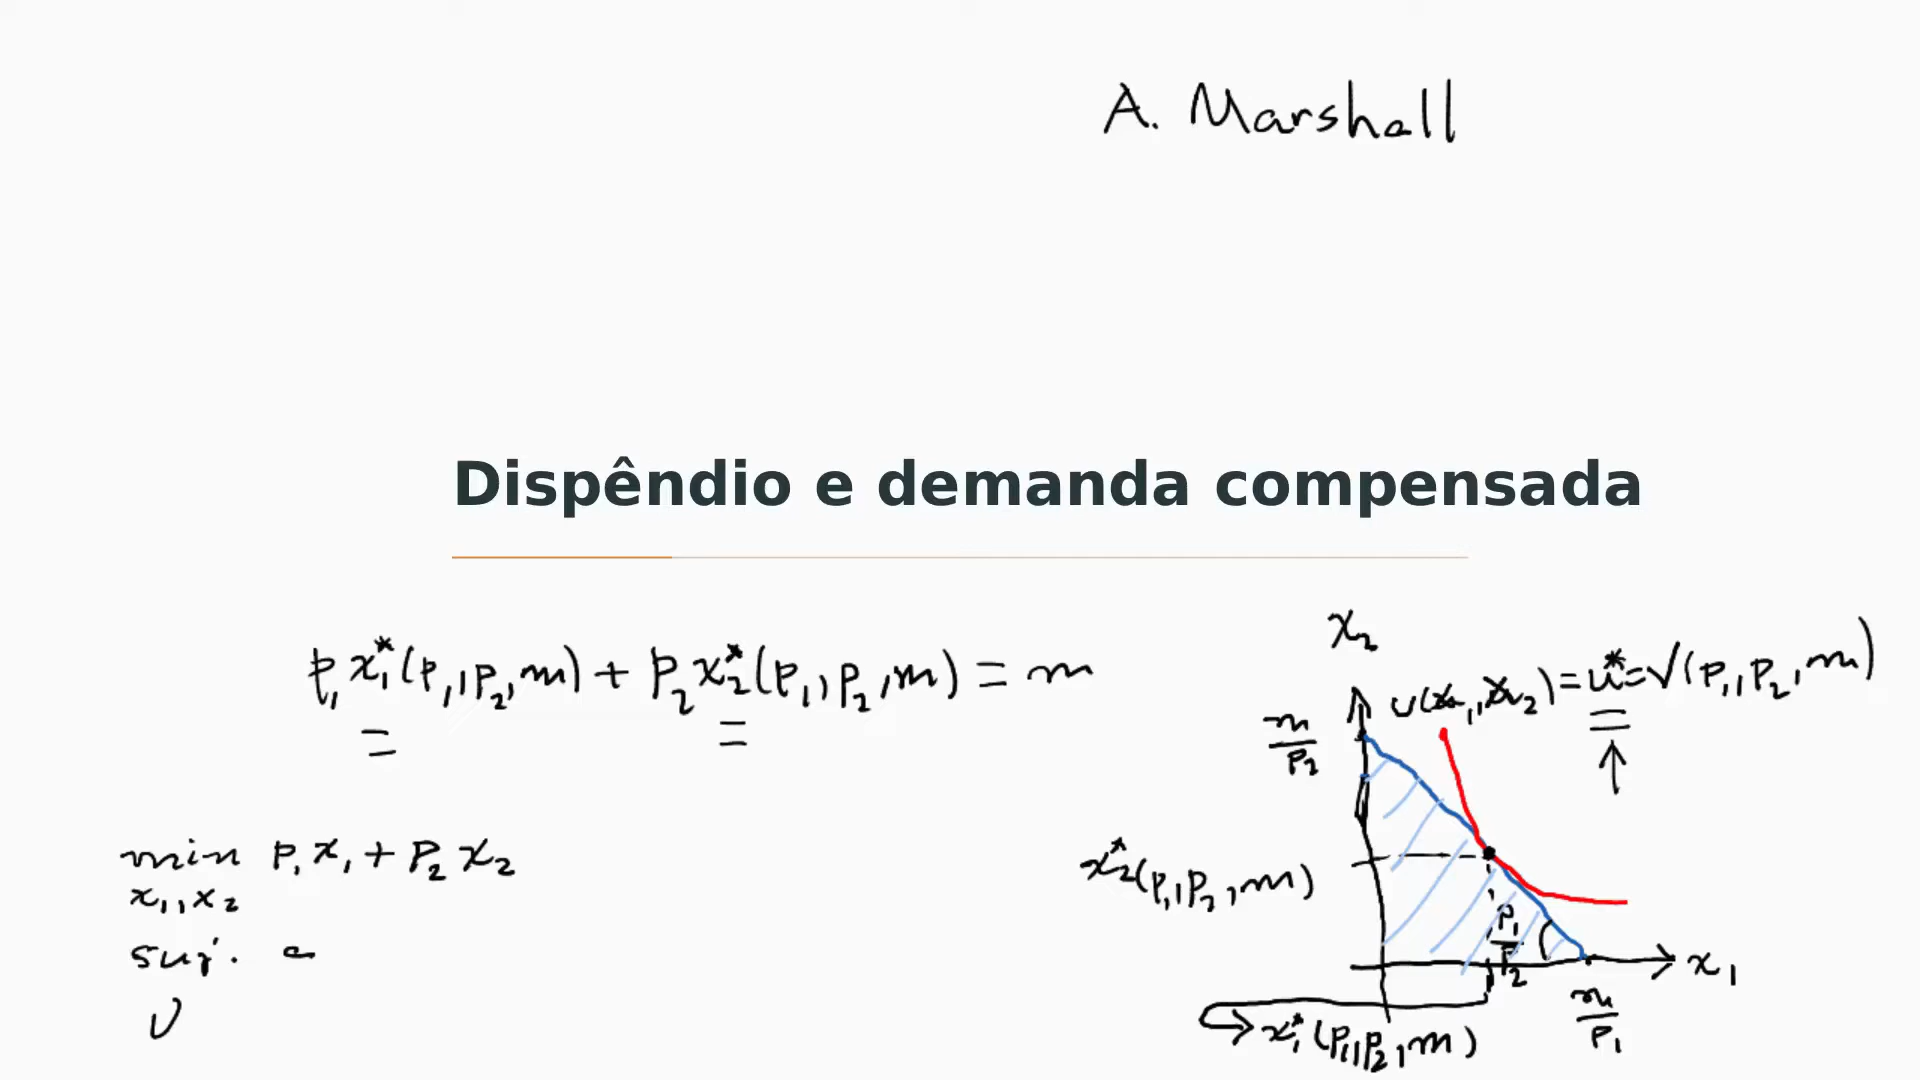 A. Marshall
Dispêndio e demanda compensada
p₁x₁*(p₁,p₂,m) + p₂x₂*(p₁,p₂,m) = m
min p₁x₁ + p₂x₂
x₁,x₂
suj. a
U
x₂
U(x₁,x₂) = u* = V(p₁,p₂,m)
m/p₂
x₂*(p₁,p₂,m)
p₁/p₂
x₁
m/p₁
x₁*(p₁,p₂,m)